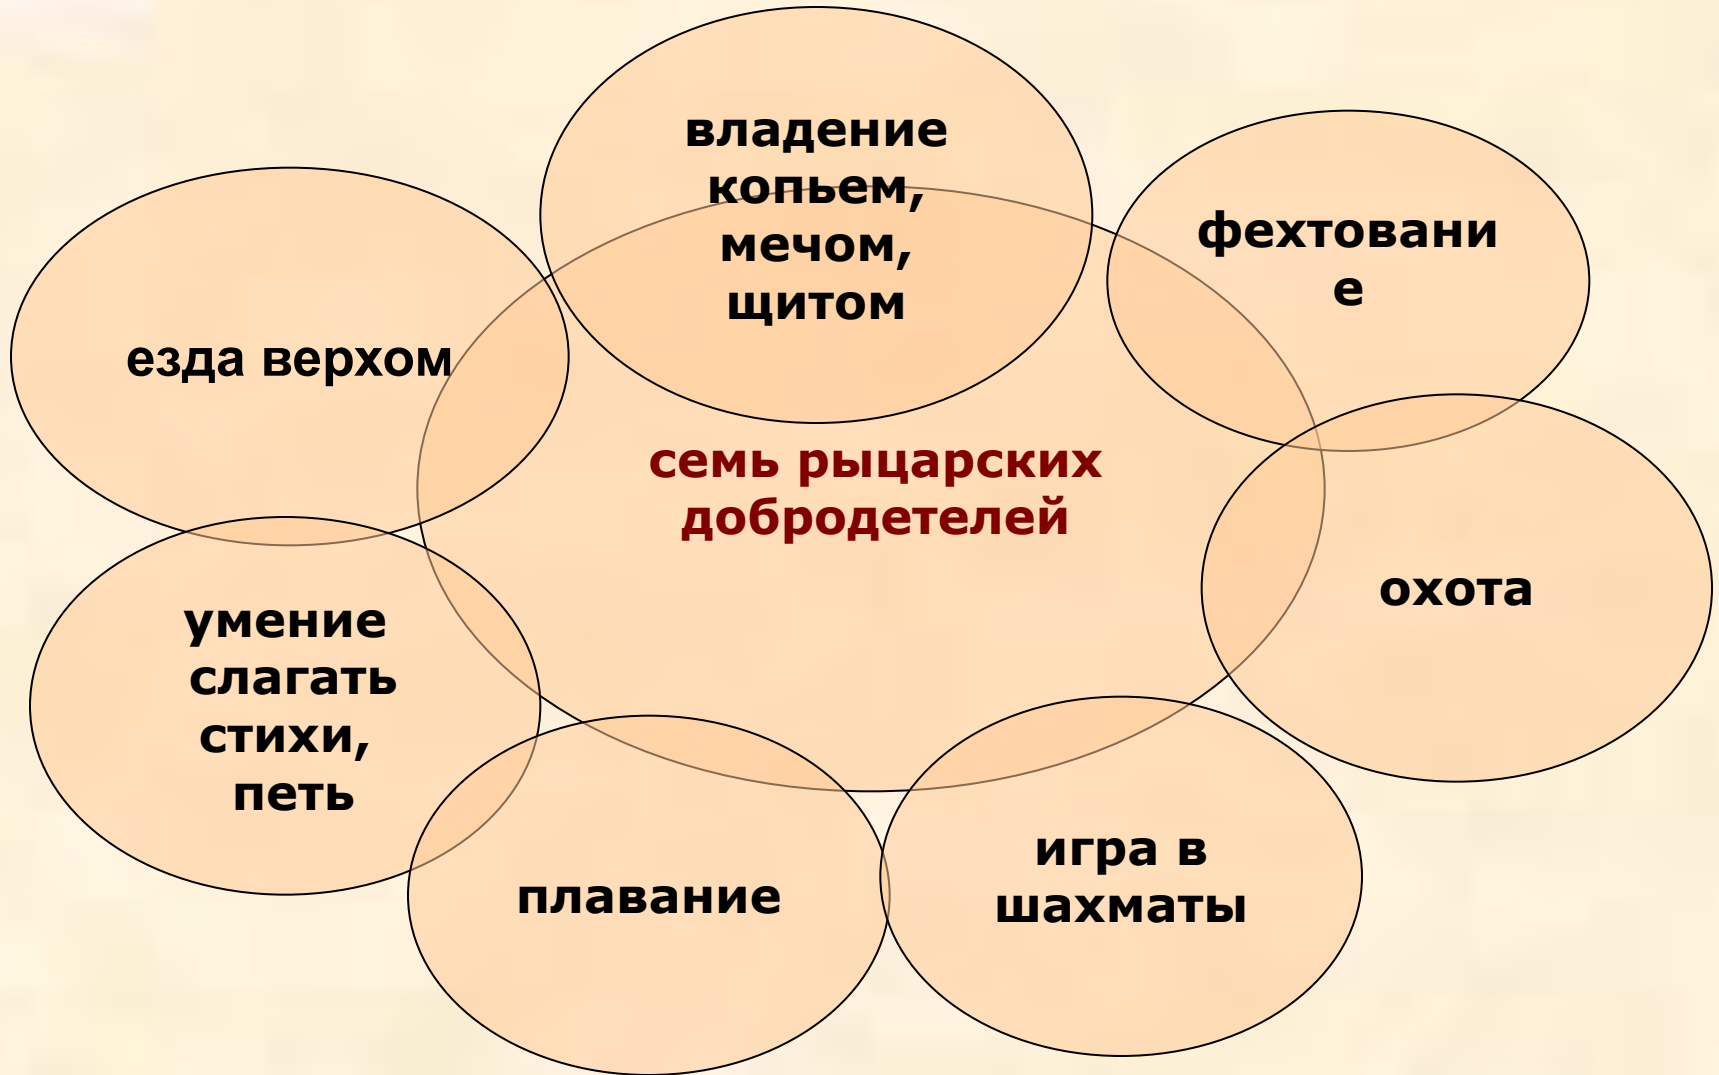 владение
копьем,
мечом,
щитом
фехтовани
е
езда верхом
семь рыцарских
добродетелей
охота
умение
слагать
стихи,
петь
плавание
игра в
шахматы